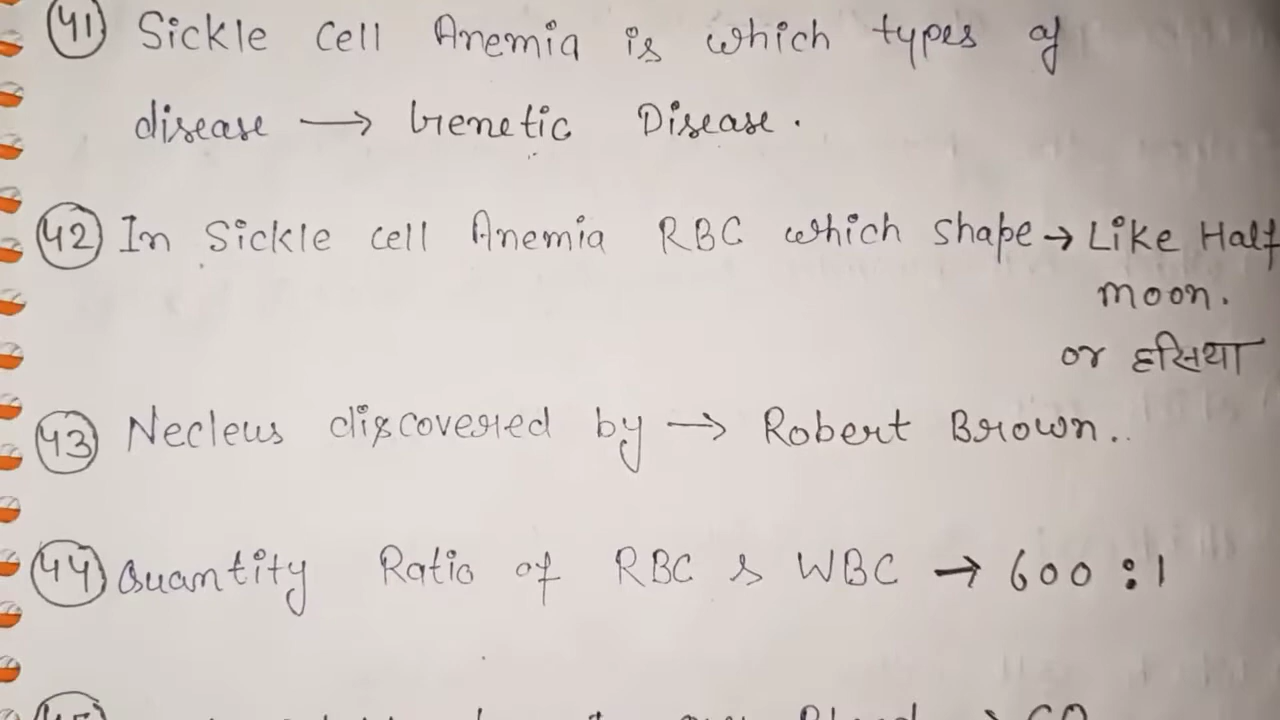 (41) Sickle Cell Anemia is which types of
disease → Genetic Disease.
(42) In Sickle cell Anemia RBC which shape → Like Half
moon.
or हसिया
(43) Necleus discovered by → Robert Brown..
(44) Quantity Ratio of RBC & WBC → 600 : 1